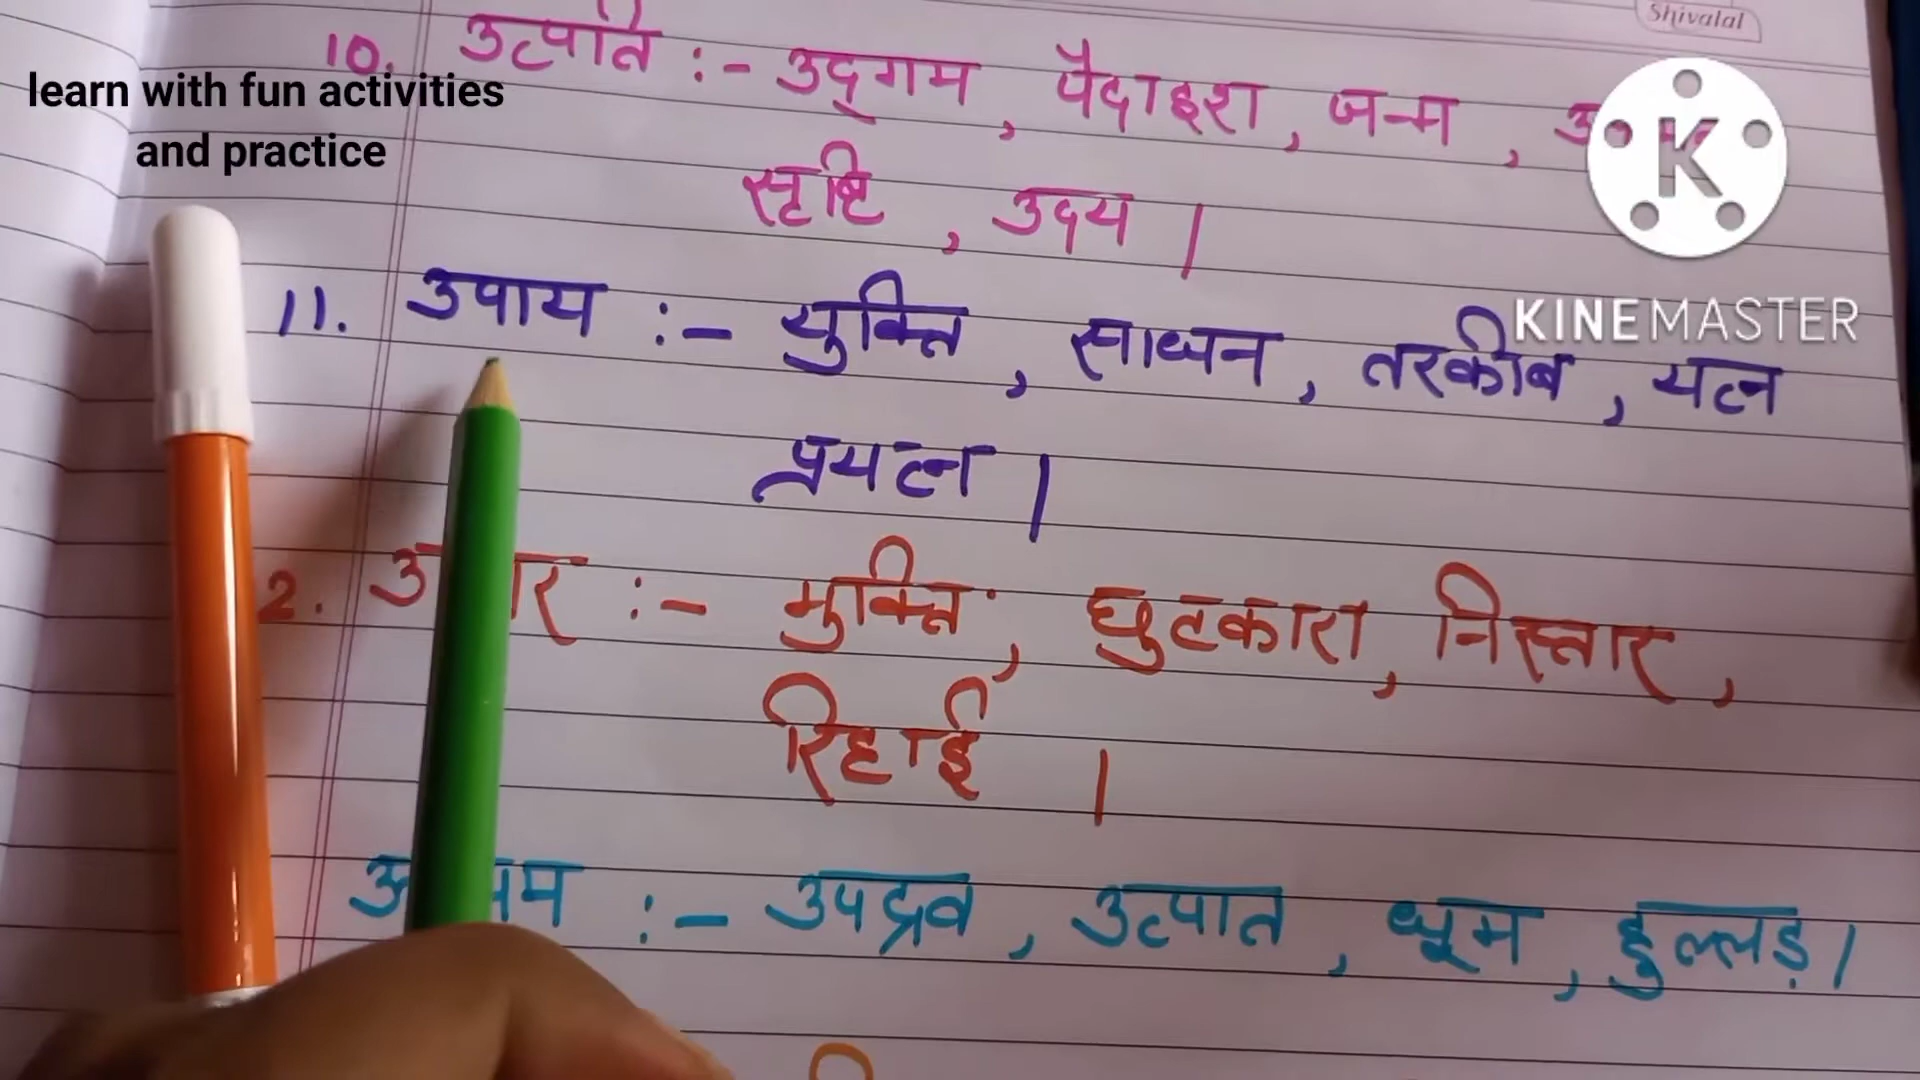 Shivalal
learn with fun activities
and practice
10. उत्पति :- उद्गम, पैदाइश, जन्म,
सृष्टि, उदय |
11. उपाय :- युक्ति, साधन, तरकीब, यत्न
प्रयत्न |
2. :- मुक्ति, छुटकारा, निस्तार,
रिहाई |
:- उपद्रव, उत्पात, धूम, हुल्लड़ |
K
KINEMASTER